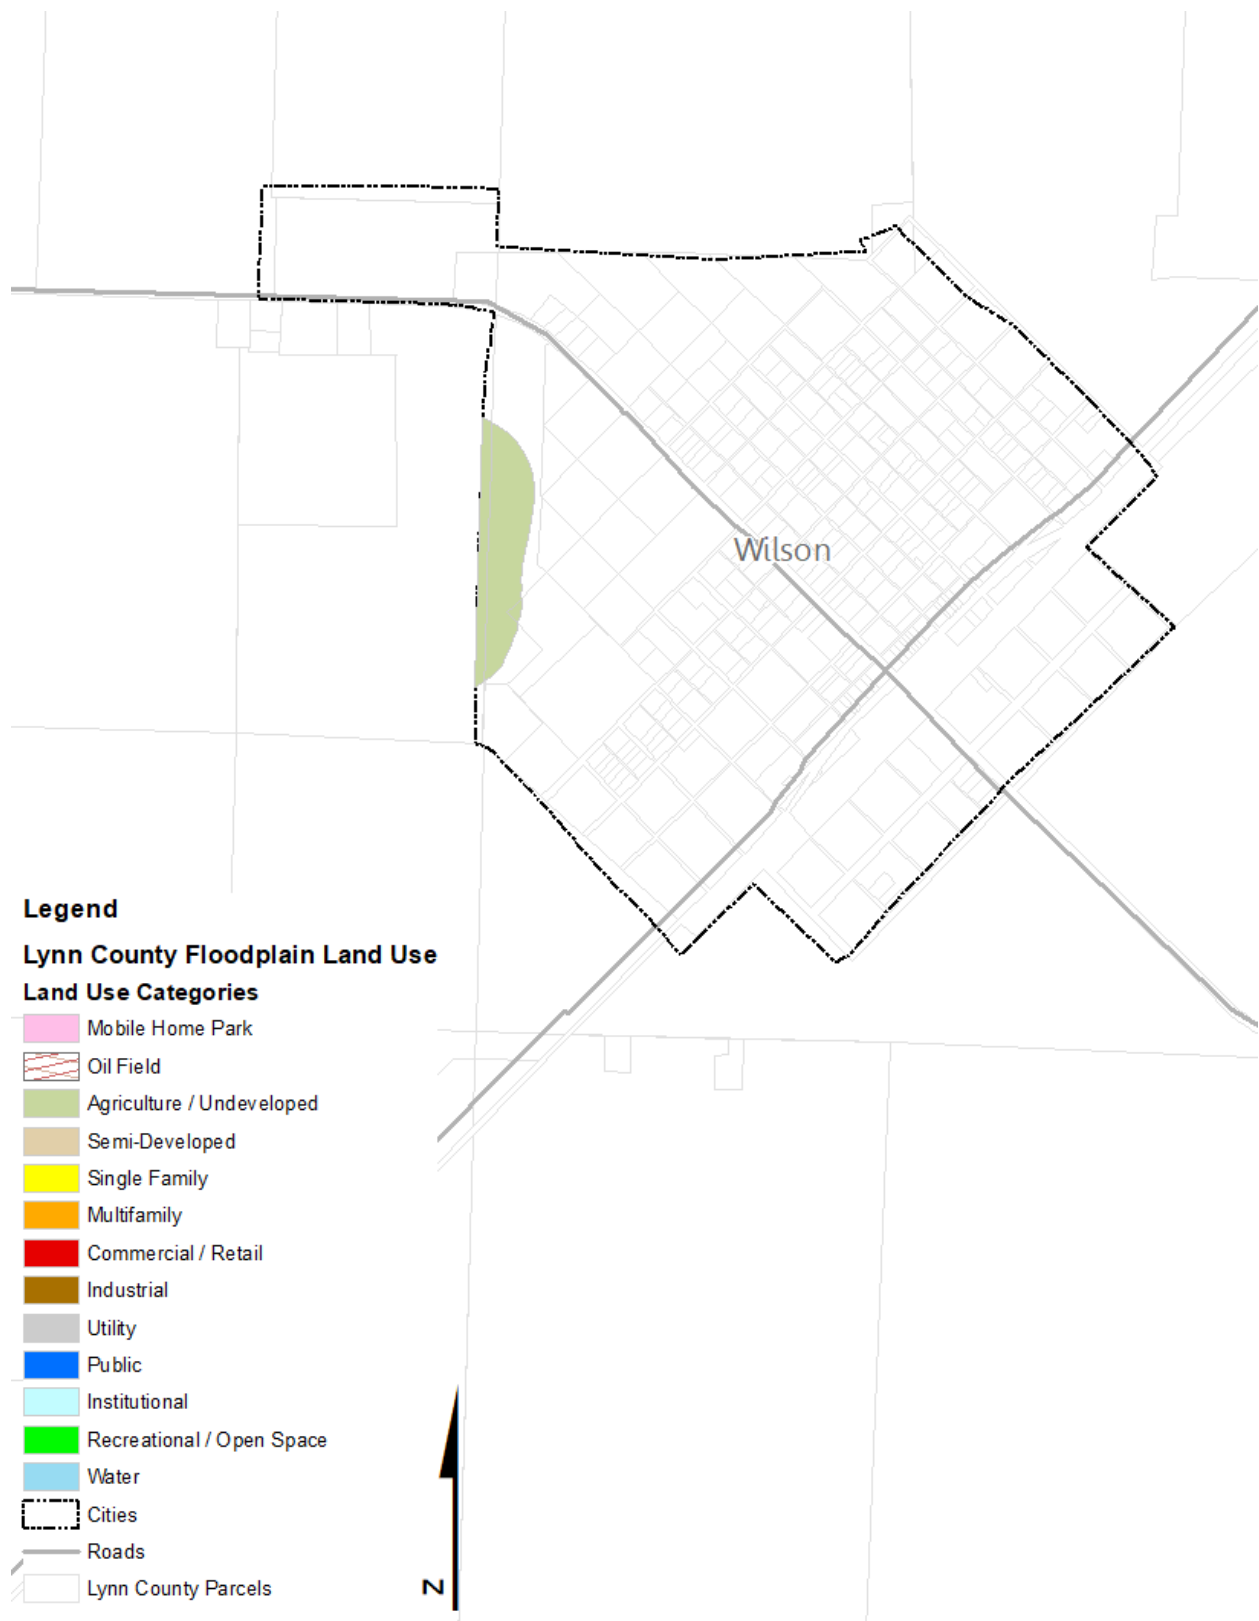 Wilson
Legend
Lynn County Floodplain Land Use
Land Use Categories
Mobile Home Park
Oil Field
Agriculture / Undeveloped
Semi-Developed
Single Family
Multifamily
Commercial / Retail
Industrial
Utility
Public
Institutional
Recreational / Open Space
Water
Cities
Roads
Lynn County Parcels
N